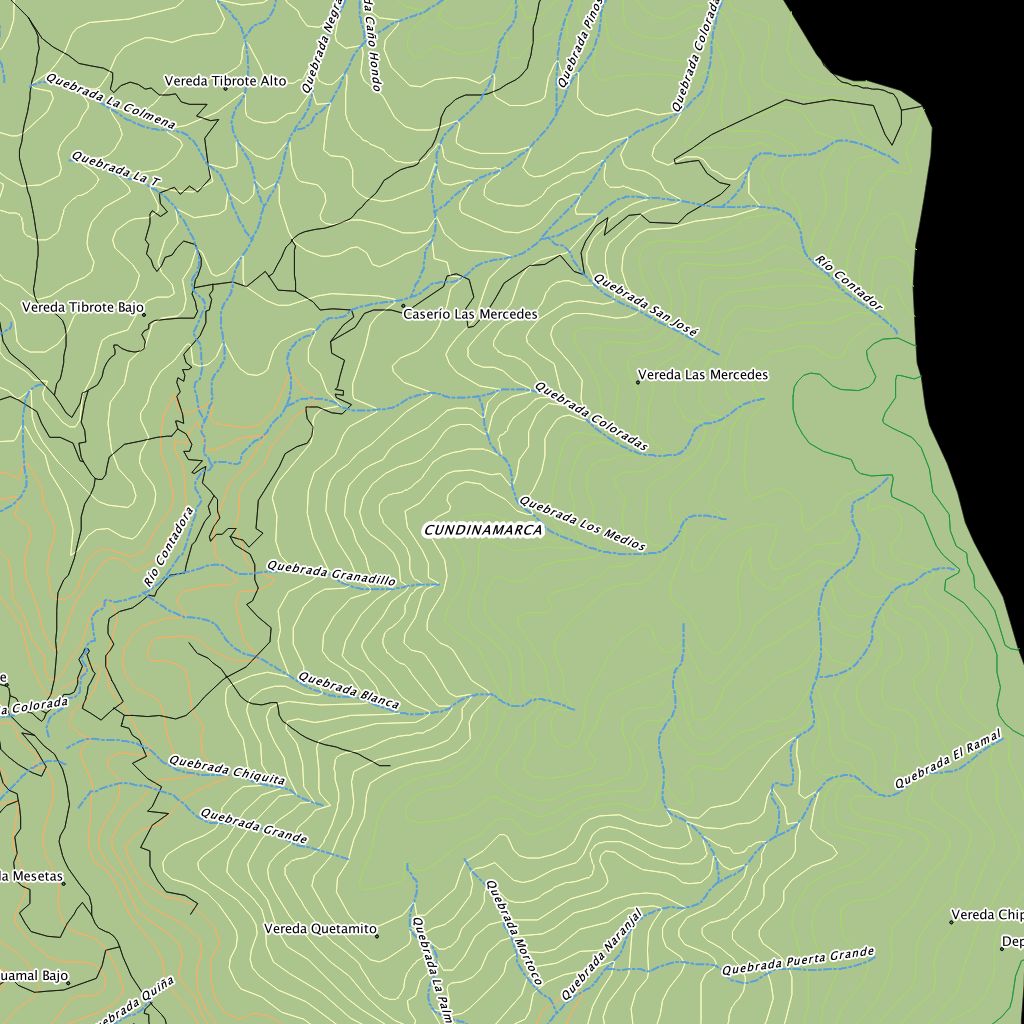 Quebrada Negra
da Caño Hondo
Quebrada Pinos
Quebrada Colorada
Vereda Tibrote Alto
Quebrada La Colmena
Quebrada La T
Río Contador
Quebrada San José
Vereda Tibrote Bajo
Caserío Las Mercedes
Vereda Las Mercedes
Quebrada Coloradas
Quebrada Los Medios
CUNDINAMARCA
Río Contadora
Quebrada Granadillo
Quebrada Blanca
a Colorada
Quebrada El Ramal
Quebrada Chiquita
Quebrada Grande
da Mesetas
Vereda Quetamito
Quebrada La Palm
Quebrada Mortoco
Quebrada Naranjal
Vereda Chip
Dep
Quebrada Puerta Grande
uamal Bajo
ebrada Quiña